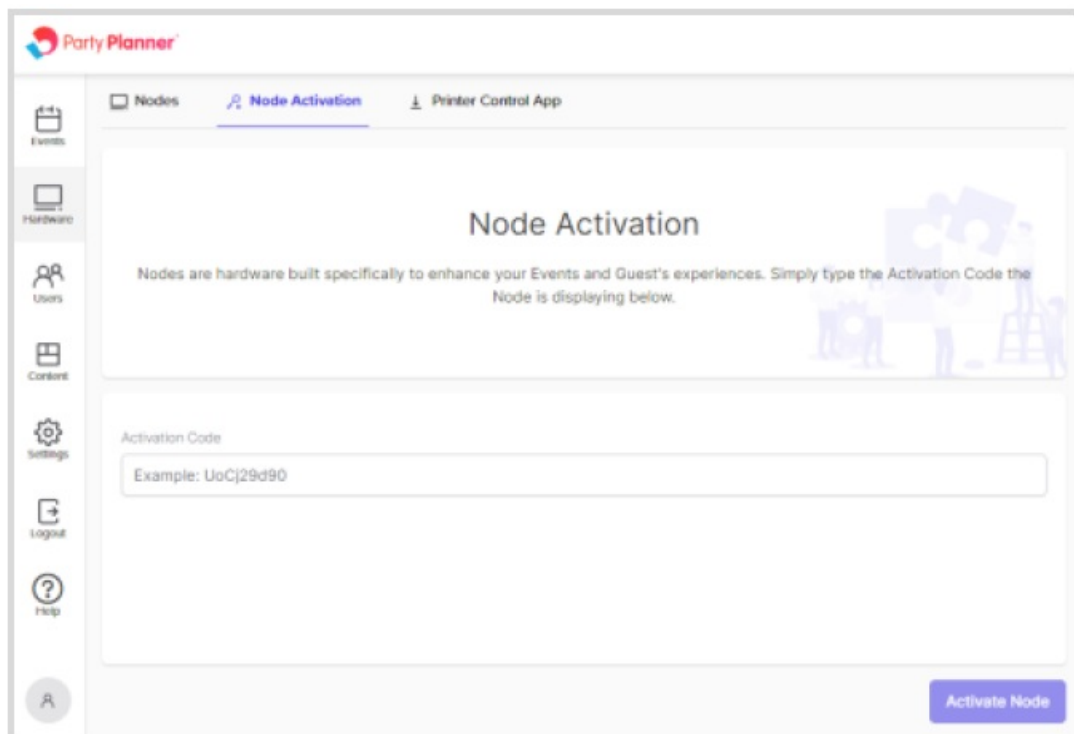 Party Planner
Nodes
Node Activation
Printer Control App
Events
Hardware
Users
Content
Settings
Logout
Help
Node Activation
Nodes are hardware built specifically to enhance your Events and Guest's experiences. Simply type the Activation Code the
Node is displaying below.
Activation Code
Example: UoCj29d90
Activate Node